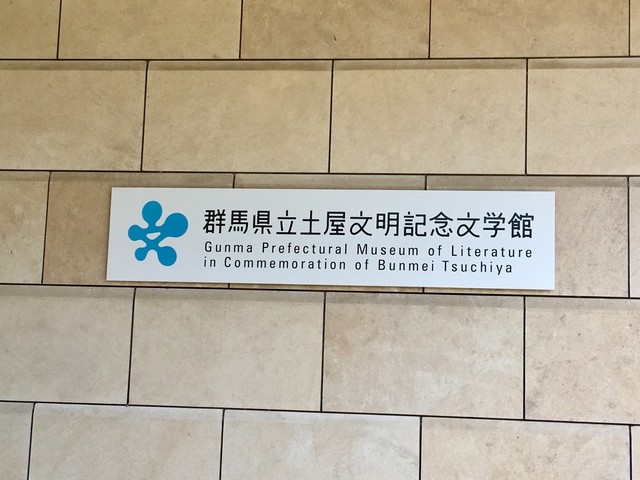 群馬県立土屋文明記念文学館
Gunma Prefectural Museum of Literature
in Commemoration of Bunmei Tsuchiya